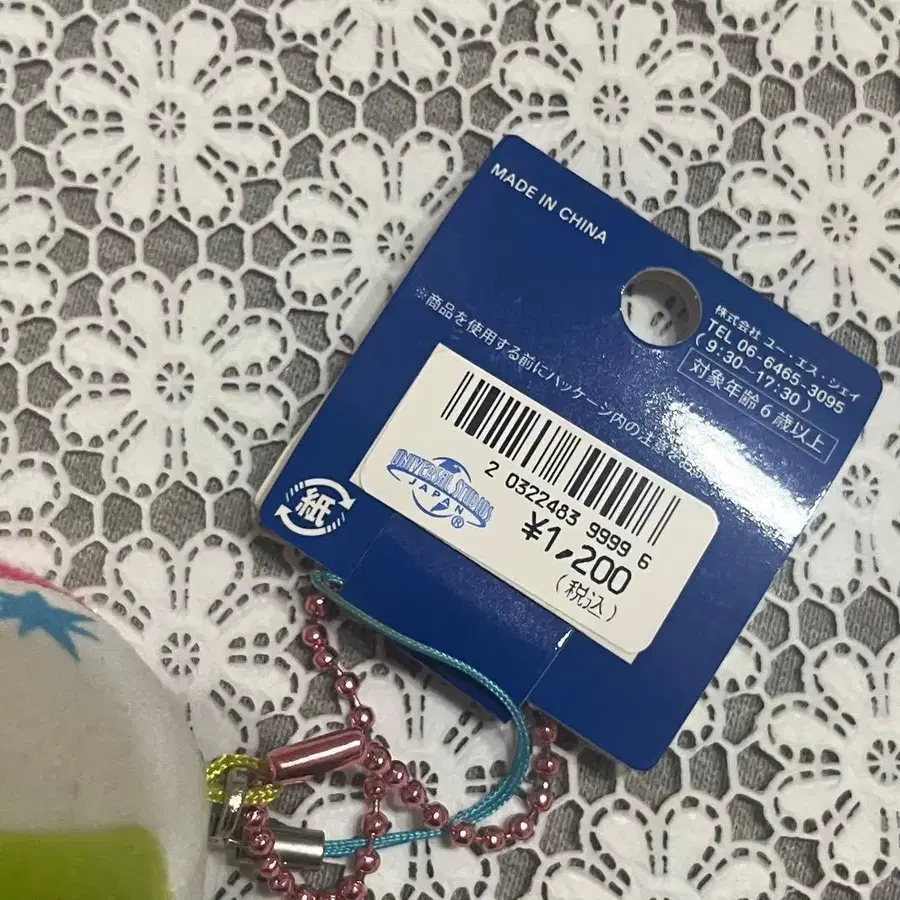 MADE IN CHINA
株式会社 ユー・エス・ジェイ
TEL 06-6465-3095
(9:30〜17:30)
対象年齢6歳以上
※商品を使用する前にパッケージ内の注意
UNIVERSAL STUDIOS
JAPAN®
2 0322483 9999 6
¥1,200
(税込)
紙